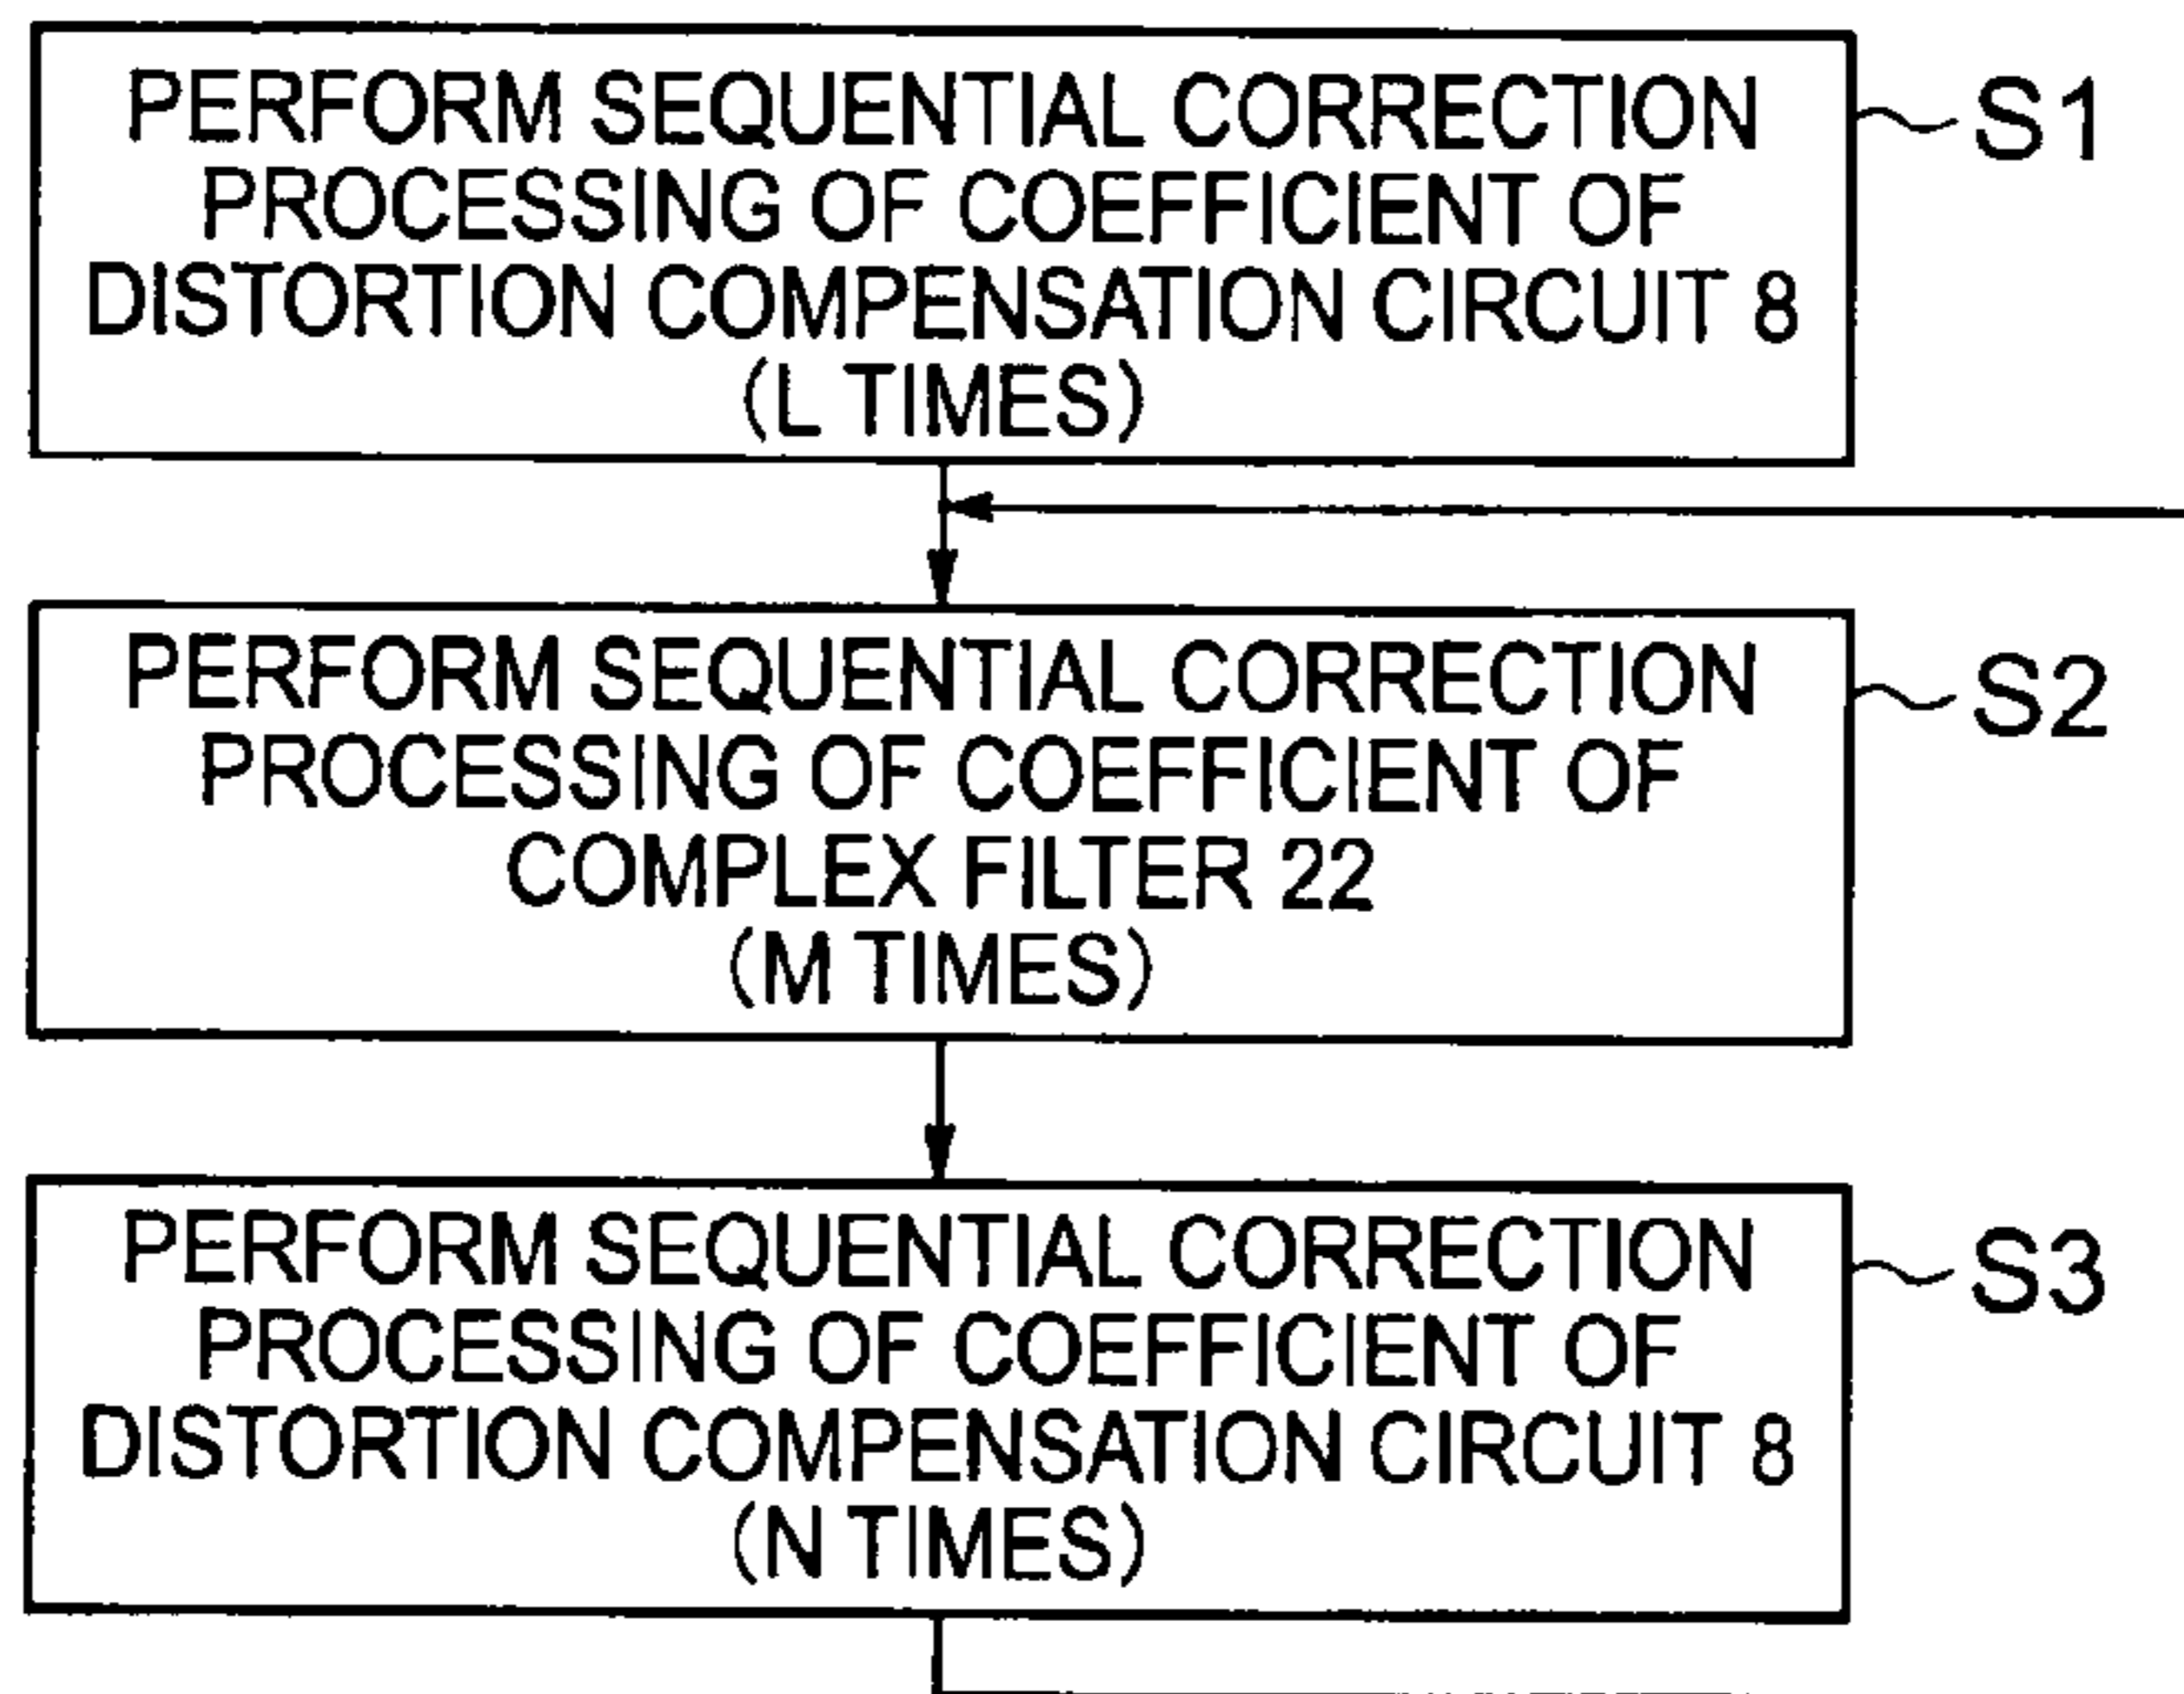 PERFORM SEQUENTIAL CORRECTION
PROCESSING OF COEFFICIENT OF
DISTORTION COMPENSATION CIRCUIT 8
(L TIMES)
S1
PERFORM SEQUENTIAL CORRECTION
PROCESSING OF COEFFICIENT OF
COMPLEX FILTER 22
(M TIMES)
S2
PERFORM SEQUENTIAL CORRECTION
PROCESSING OF COEFFICIENT OF
DISTORTION COMPENSATION CIRCUIT 8
(N TIMES)
S3